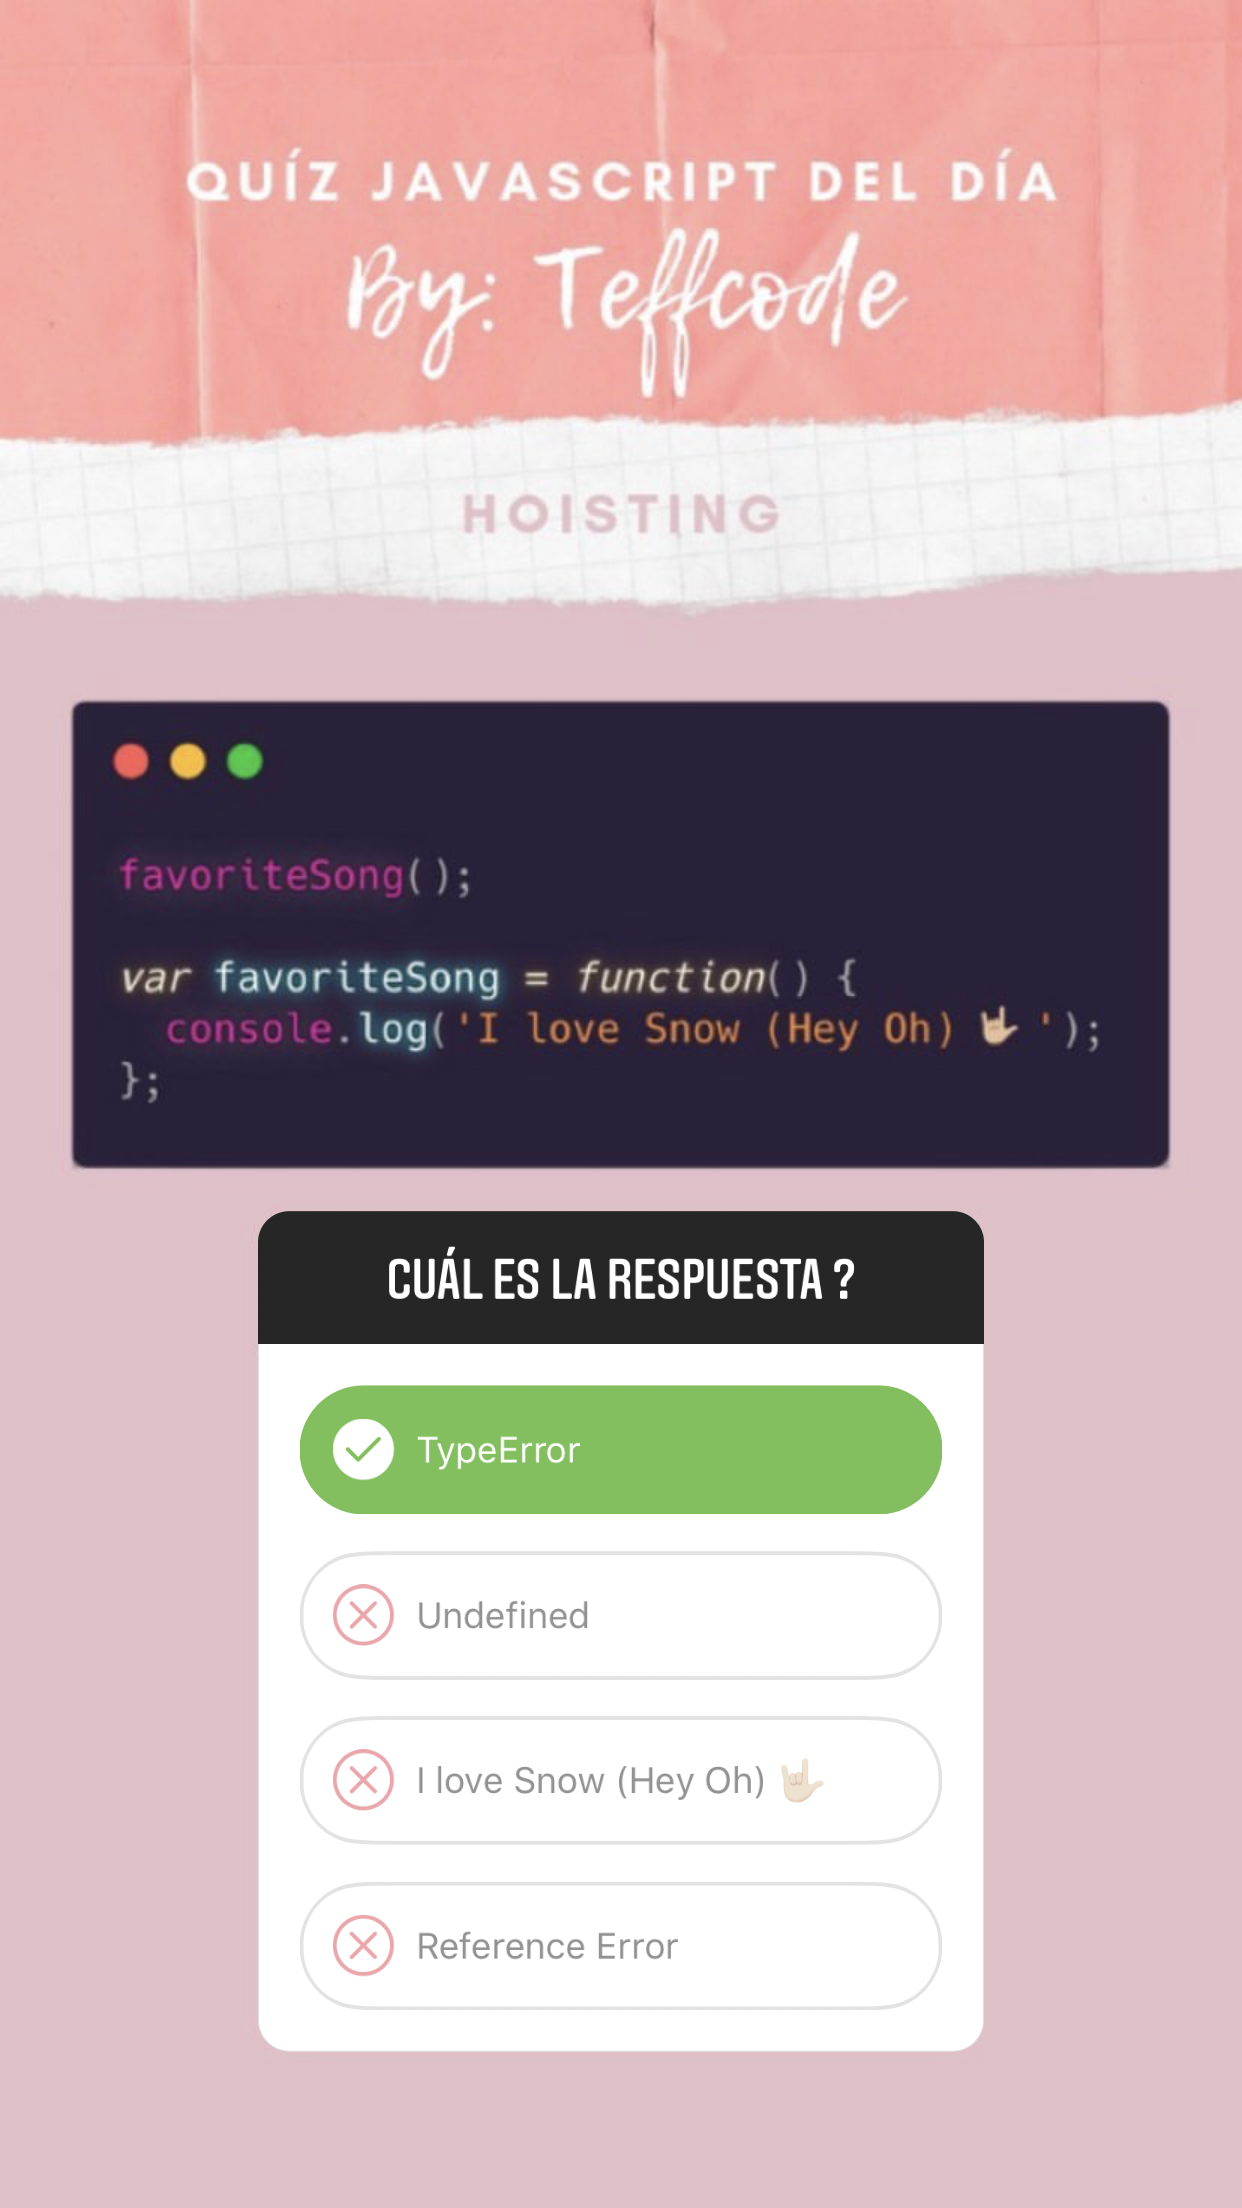 QUÍZ JAVASCRIPT DEL DÍA
By: Teffcode
HOISTING
favoriteSong();
var favoriteSong = function() {
  console.log('I love Snow (Hey Oh) 🤟🏻 ');
};
CUÁL ES LA RESPUESTA ?
TypeError
Undefined
I love Snow (Hey Oh) 🤟🏻
Reference Error